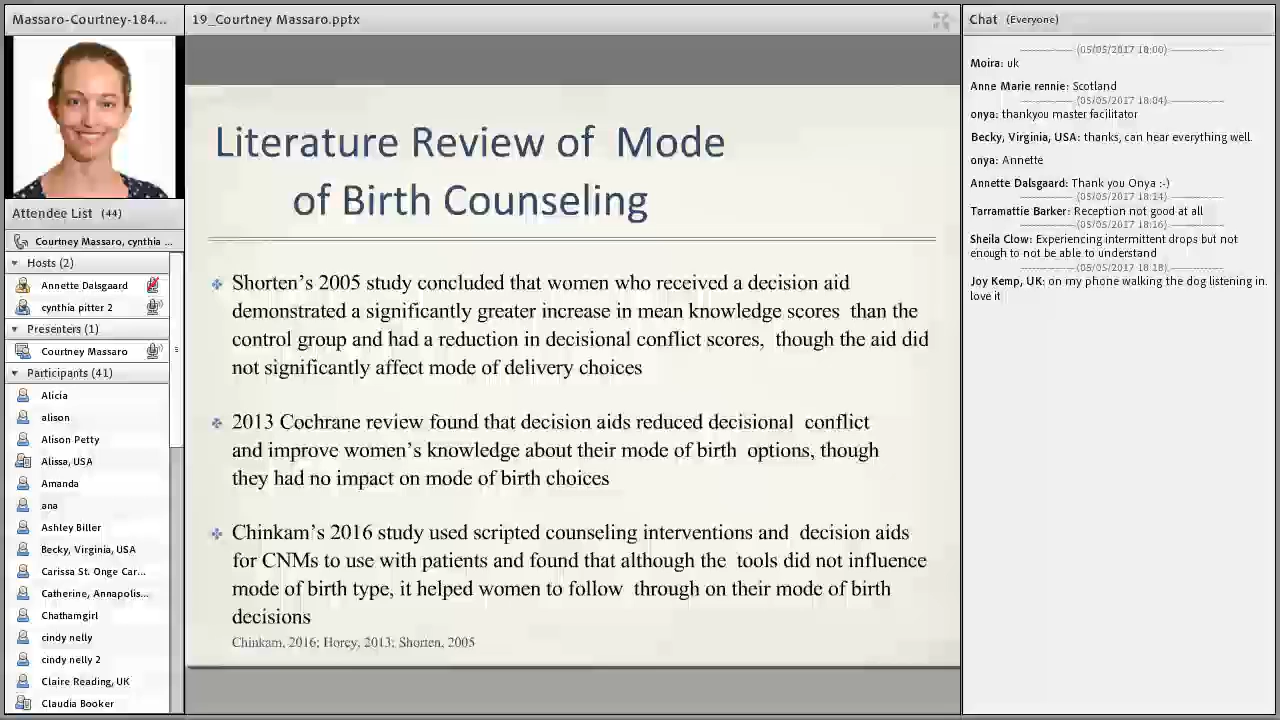 Massaro-Courtney-184...
Attendee List (44)
Courtney Massaro, cynthia ...
Hosts (2)
Annette Dalsgaard
cynthia pitter 2
Presenters (1)
Courtney Massaro
Participants (41)
Alicia
alison
Alison Petty
Alissa, USA
Amanda
ana
Ashley Biller
Becky, Virginia, USA
Carissa St. Onge Car...
Catherine, Annapolis...
Chathamgirl
cindy nelly
cindy nelly 2
Claire Reading, UK
Claudia Booker
19_Courtney Massaro.pptx
Literature Review of Mode
of Birth Counseling
Shorten's 2005 study concluded that women who received a decision aid
demonstrated a significantly greater increase in mean knowledge scores than the
control group and had a reduction in decisional conflict scores, though the aid did
not significantly affect mode of delivery choices
2013 Cochrane review found that decision aids reduced decisional conflict
and improve women's knowledge about their mode of birth options, though
they had no impact on mode of birth choices
Chinkam's 2016 study used scripted counseling interventions and decision aids
for CNMs to use with patients and found that although the tools did not influence
mode of birth type, it helped women to follow through on their mode of birth
decisions
Chinkam, 2016; Horey, 2013; Shorten, 2005
Chat (Everyone)
(05/05/2017 18:00)
Moira: uk
Anne Marie rennie: Scotland
(05/05/2017 18:04)
onya: thankyou master facilitator
Becky, Virginia, USA: thanks, can hear everything well.
onya: Annette
Annette Dalsgaard: Thank you Onya :-)
(05/05/2017 18:14)
Tarramattie Barker: Reception not good at all
(05/05/2017 18:16)
Sheila Clow: Experiencing intermittent drops but not
enough to not be able to understand
(05/05/2017 18:18)
Joy Kemp, UK: on my phone walking the dog listening in.
love it